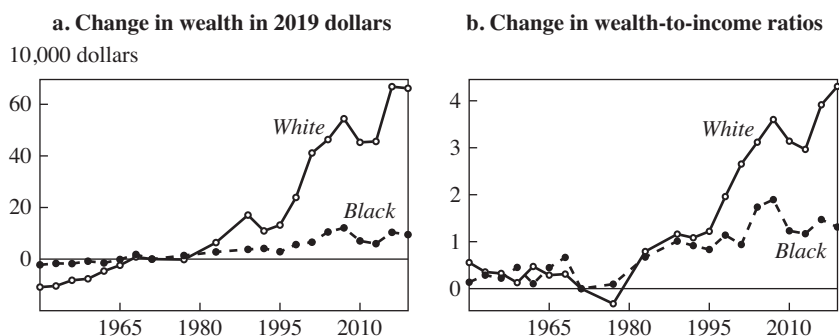 a. Change in wealth in 2019 dollars
10,000 dollars
60
40
20
0
White
Black
1965 1980 1995 2010
b. Change in wealth-to-income ratios
4
3
2
1
0
White
Black
1965 1980 1995 2010